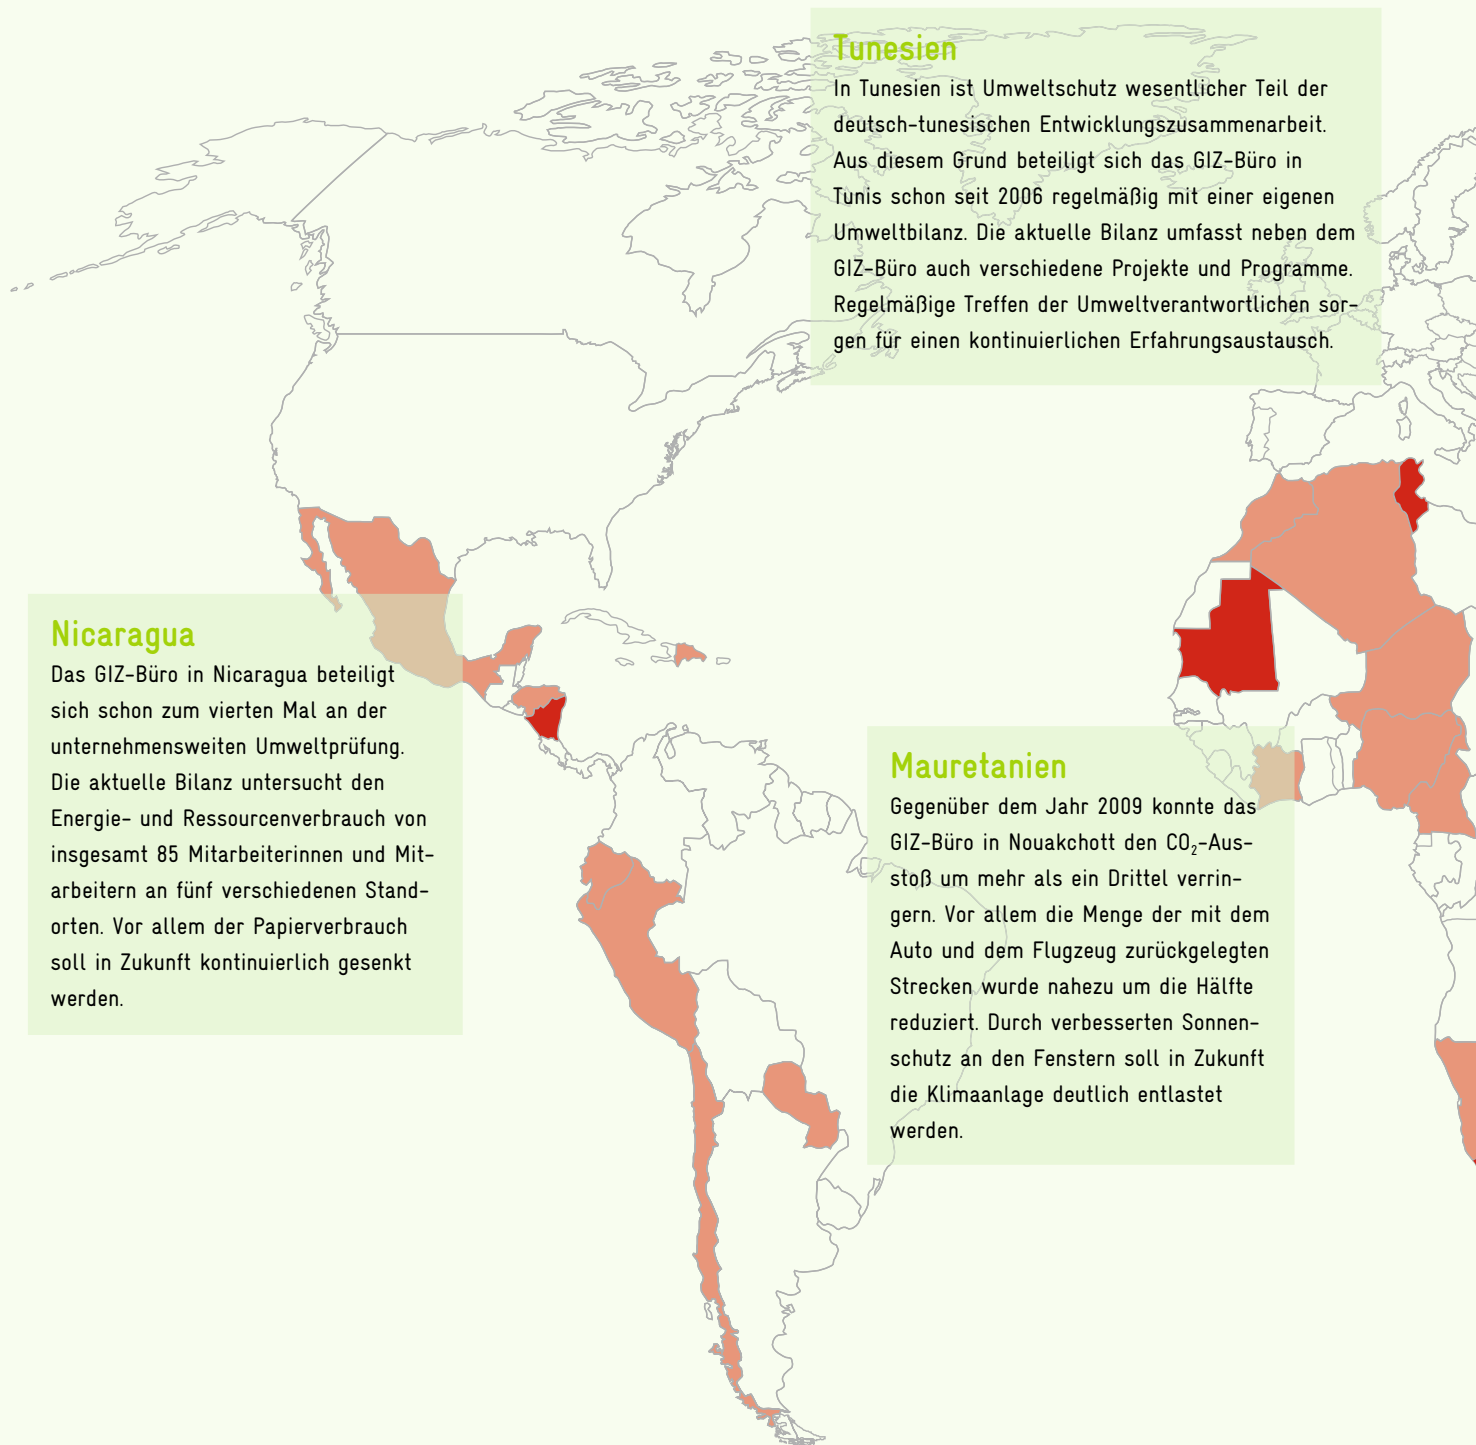 Tunesien
In Tunesien ist Umweltschutz wesentlicher Teil der
deutsch-tunesischen Entwicklungszusammenarbeit.
Aus diesem Grund beteiligt sich das GIZ-Büro in
Tunis schon seit 2006 regelmäßig mit einer eigenen
Umweltbilanz. Die aktuelle Bilanz umfasst neben dem
GIZ-Büro auch verschiedene Projekte und Programme.
Regelmäßige Treffen der Umweltverantwortlichen sor-
gen für einen kontinuierlichen Erfahrungsaustausch.
Nicaragua
Das GIZ-Büro in Nicaragua beteiligt
sich schon zum vierten Mal an der
unternehmensweiten Umweltprüfung.
Die aktuelle Bilanz untersucht den
Energie- und Ressourcenverbrauch von
insgesamt 85 Mitarbeiterinnen und Mit-
arbeitern an fünf verschiedenen Stand-
orten. Vor allem der Papierverbrauch
soll in Zukunft kontinuierlich gesenkt
werden.
Mauretanien
Gegenüber dem Jahr 2009 konnte das
GIZ-Büro in Nouakchott den CO₂-Aus-
stoß um mehr als ein Drittel verrin-
gern. Vor allem die Menge der mit dem
Auto und dem Flugzeug zurückgelegten
Strecken wurde nahezu um die Hälfte
reduziert. Durch verbesserten Sonnen-
schutz an den Fenstern soll in Zukunft
die Klimaanlage deutlich entlastet
werden.